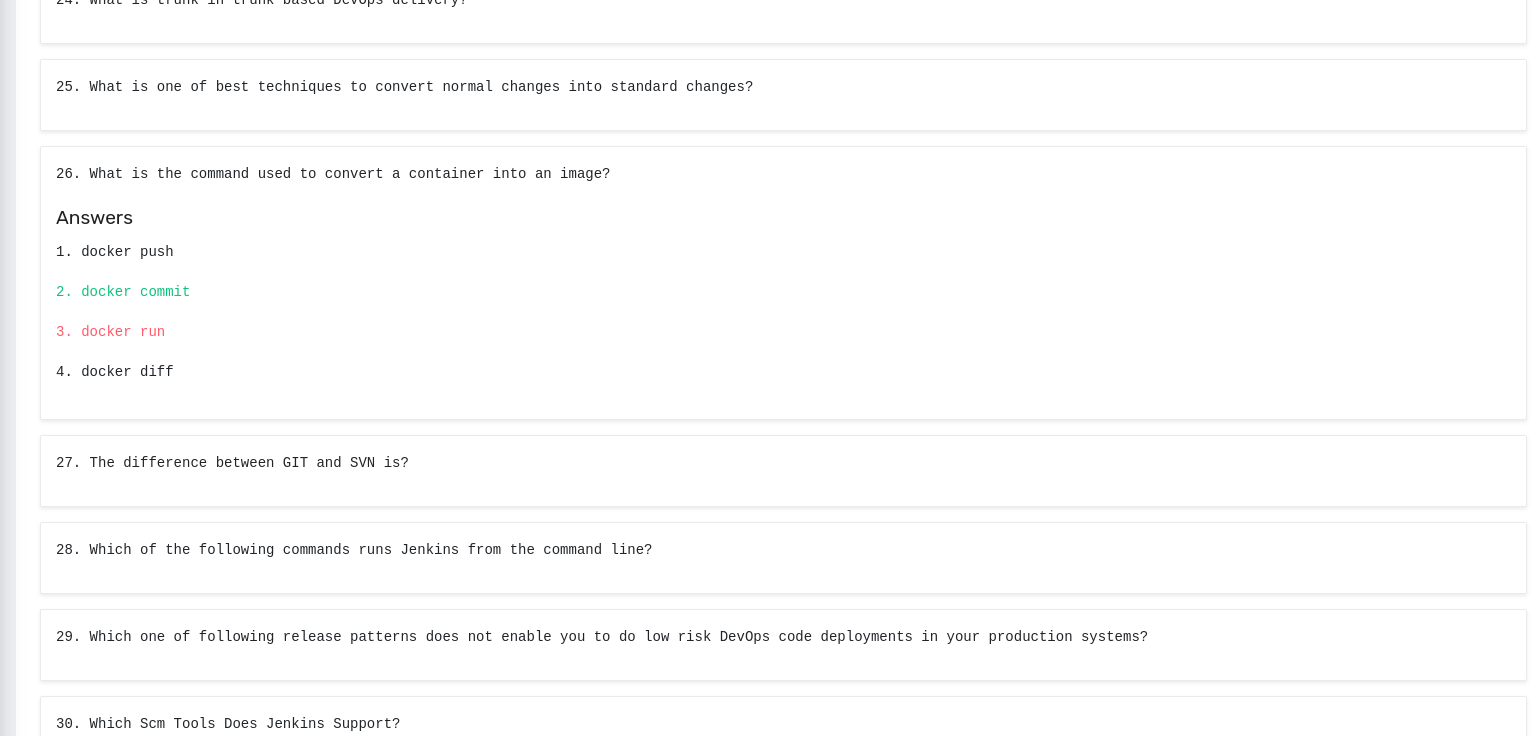 24. What is trunk in trunk based DevOps delivery?
25. What is one of best techniques to convert normal changes into standard changes?
26. What is the command used to convert a container into an image?
Answers
1. docker push
2. docker commit
3. docker run
4. docker diff
27. The difference between GIT and SVN is?
28. Which of the following commands runs Jenkins from the command line?
29. Which one of following release patterns does not enable you to do low risk DevOps code deployments in your production systems?
30. Which Scm Tools Does Jenkins Support?